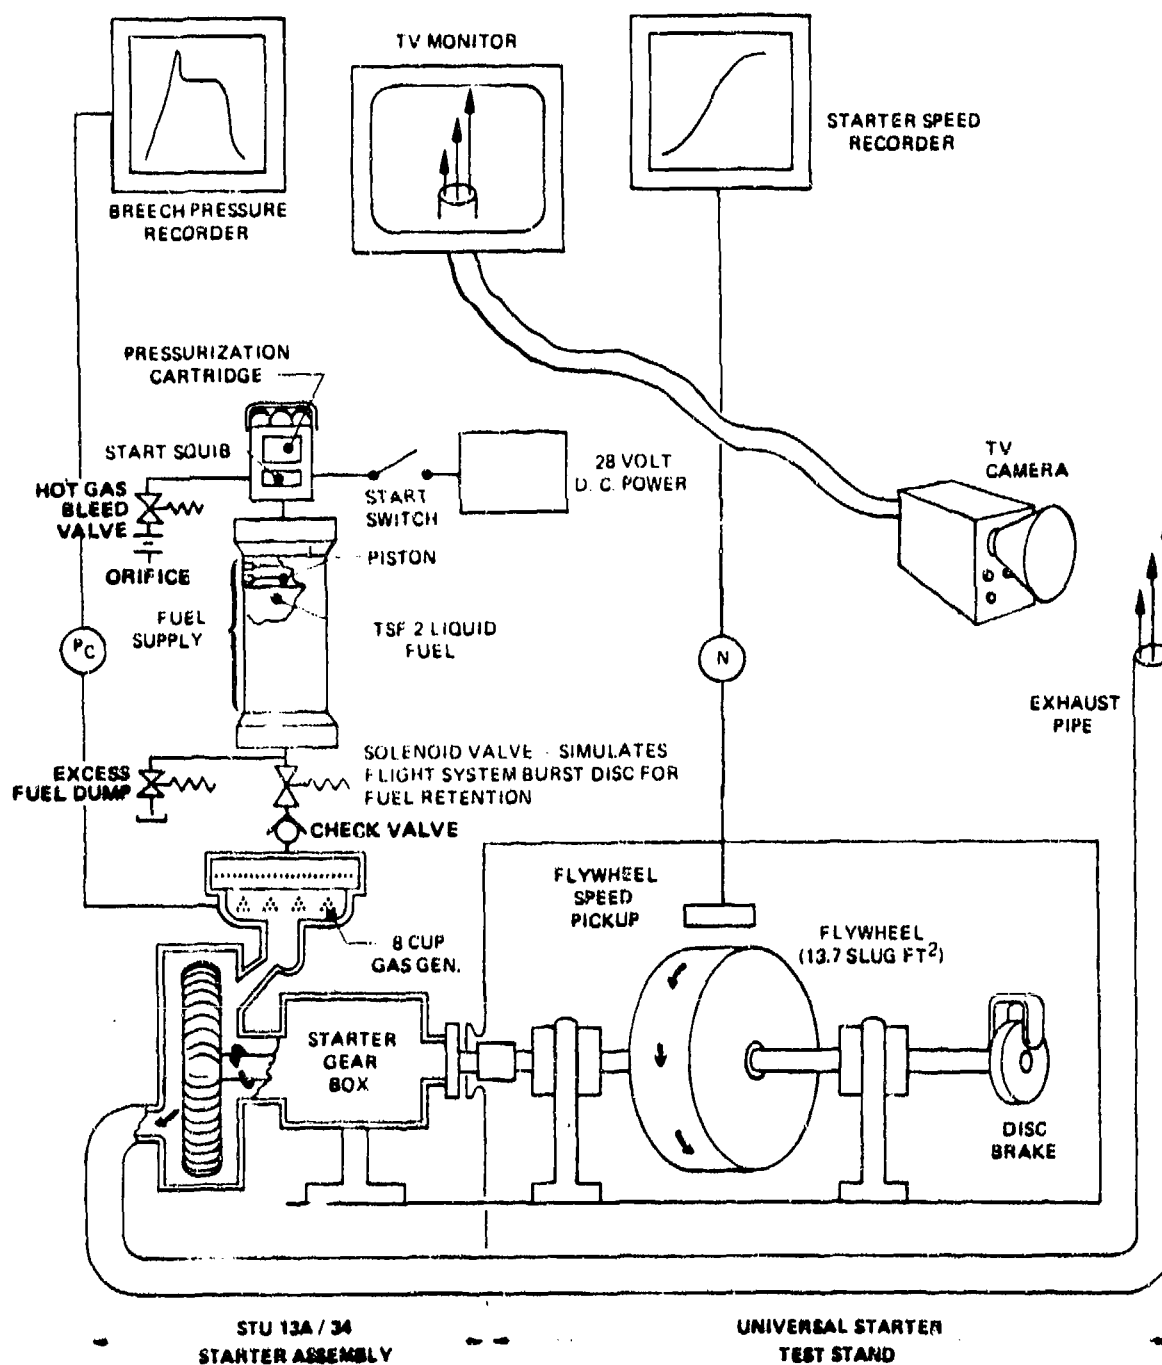 TV MONITOR
STARTER SPEED
RECORDER
BREECH PRESSURE
RECORDER
PRESSURIZATION
CARTRIDGE
START SQUIB
28 VOLT
D. C. POWER
START
SWITCH
TV
CAMERA
HOT GAS
BLEED
VALVE
ORIFICE
PISTON
FUEL
SUPPLY
TSF 2 LIQUID
FUEL
PC
N
EXHAUST
PIPE
SOLENOID VALVE - SIMULATES
FLIGHT SYSTEM BURST DISC FOR
FUEL RETENTION
EXCESS
FUEL DUMP
CHECK VALVE
FLYWHEEL
SPEED
PICKUP
FLYWHEEL
(13.7 SLUG FT2)
8 CUP
GAS GEN.
STARTER
GEAR
BOX
DISC
BRAKE
STU 13A / 34
STARTER ASSEMBLY
UNIVERSAL STARTER
TEST STAND